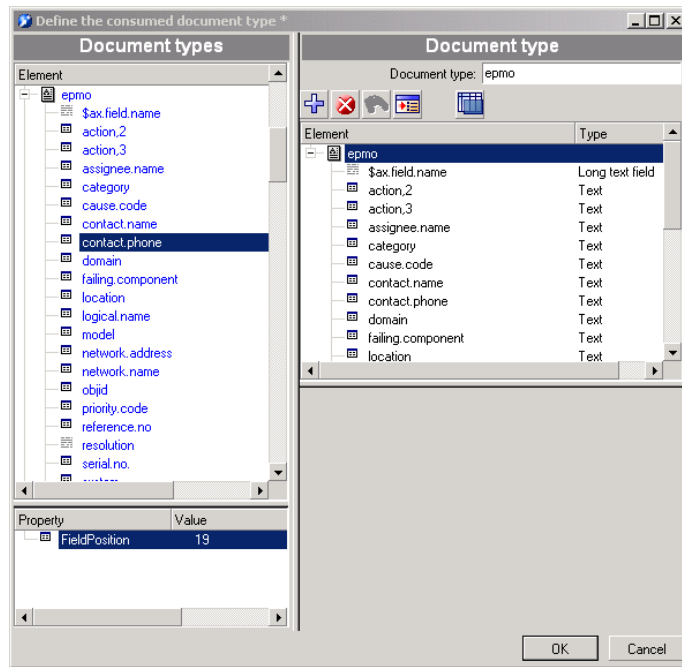 Define the consumed document type *
Document types
Element
epmo
$ax.field.name
action,2
action,3
assignee.name
category
cause.code
contact.name
contact.phone
domain
failing.component
location
logical.name
model
network.address
network.name
objid
priority.code
reference.no
resolution
serial.no.
system
Property Value
FieldPosition 19
Document type
Document type: epmo
Element Type
epmo
$ax.field.name Long text field
action,2 Text
action,3 Text
assignee.name Text
category Text
cause.code Text
contact.name Text
contact.phone Text
domain Text
failing.component Text
location Text
OK Cancel